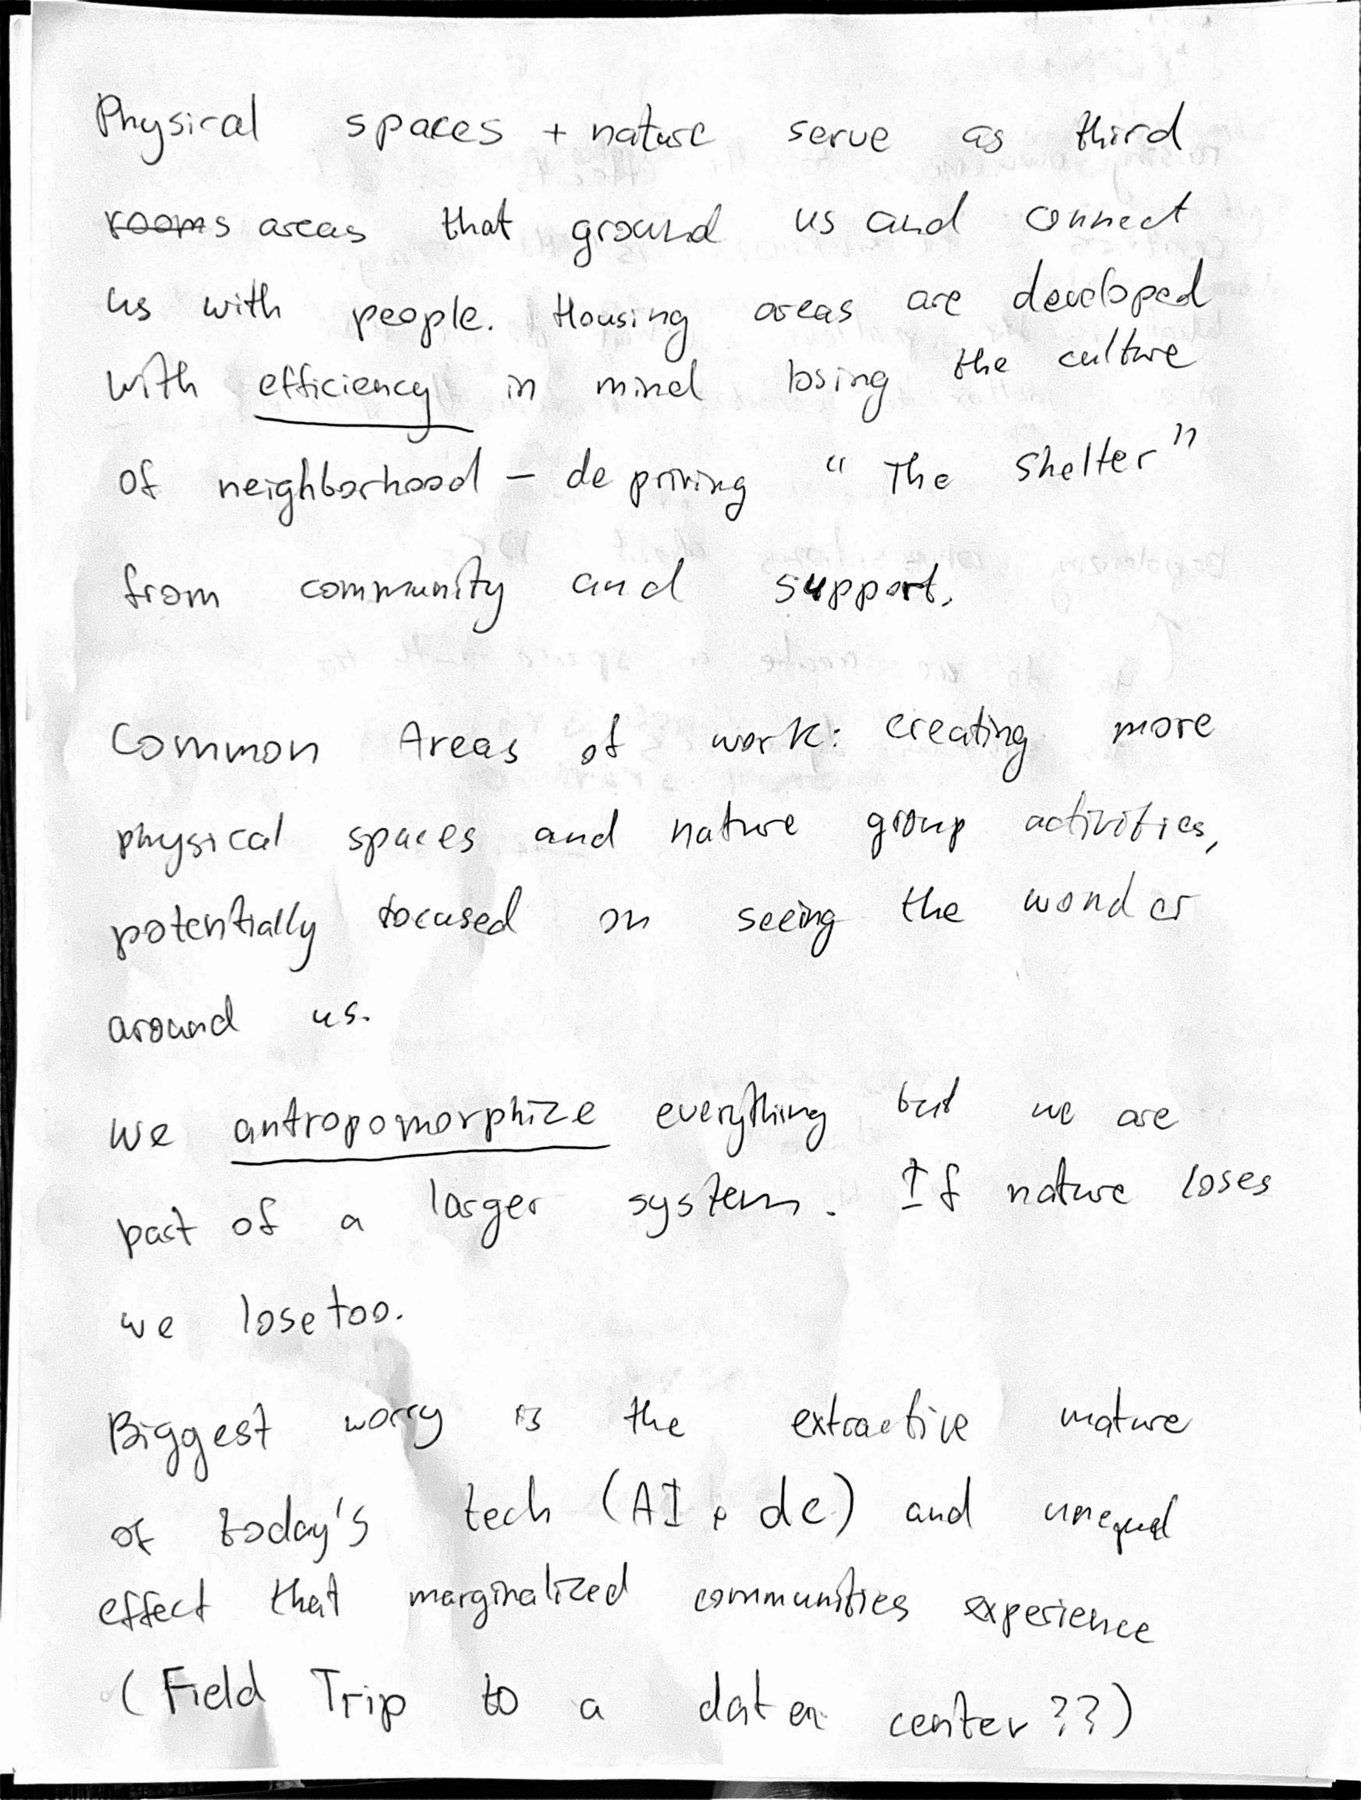 Physical spaces + nature serve as third
rooms areas that ground us and connect
us with people. Housing areas are developed
with efficiency in mind losing the culture
of neighborhood – depriving "The shelter"
from community and support.
Common Areas of work: creating more
physical spaces and nature group activities,
potentially focused on seeing the wonder
around us.
We antropomorphize everything but we are
part of a larger system. If nature loses
we lose too.
Biggest worry is the extractive nature
of today's tech (AI, dc) and unequal
effect that marginalized communities experience
(Field Trip to a data center??)